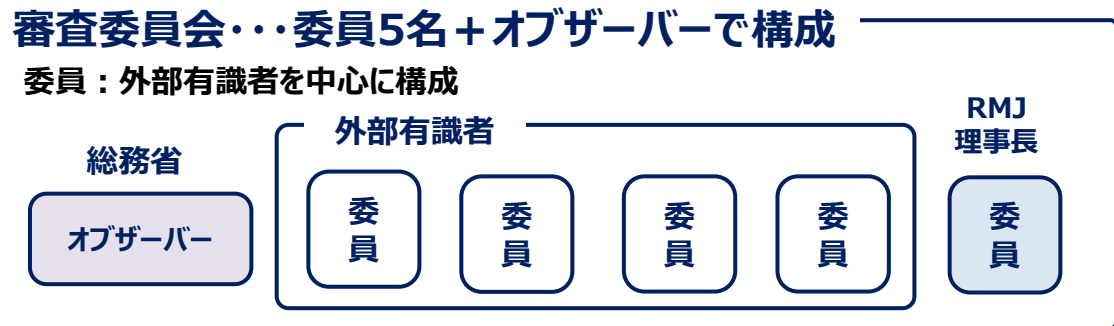 審査委員会･･･委員5名＋オブザーバーで構成
委員：外部有識者を中心に構成
総務省
オブザーバー
外部有識者
委員
委員
委員
委員
RMJ
理事長
委員